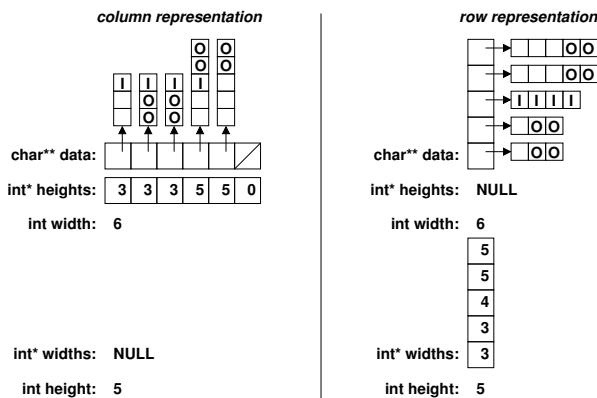 column representation
O O
O O
I I I I
O O
O O
char** data:
int* heights: 3 3 3 5 5 0
int width: 6
int* widths: NULL
int height: 5
row representation
O O
O O
I I I I
O O
char** data: O O
int* heights: NULL
int width: 6
5
5
4
3
int* widths: 3
int height: 5